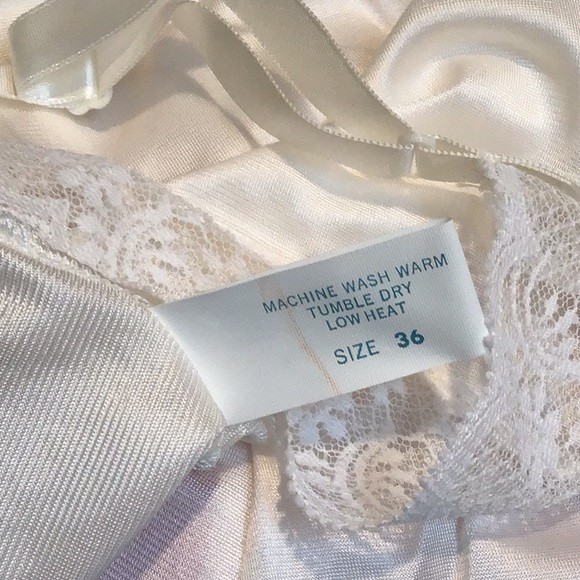 MACHINE WASH WARM
TUMBLE DRY
LOW HEAT
SIZE 36